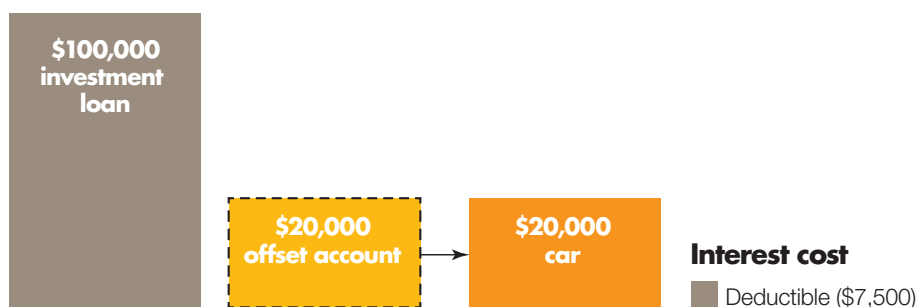 $100,000
investment
loan
$20,000
offset account
$20,000
car
Interest cost
Deductible ($7,500)